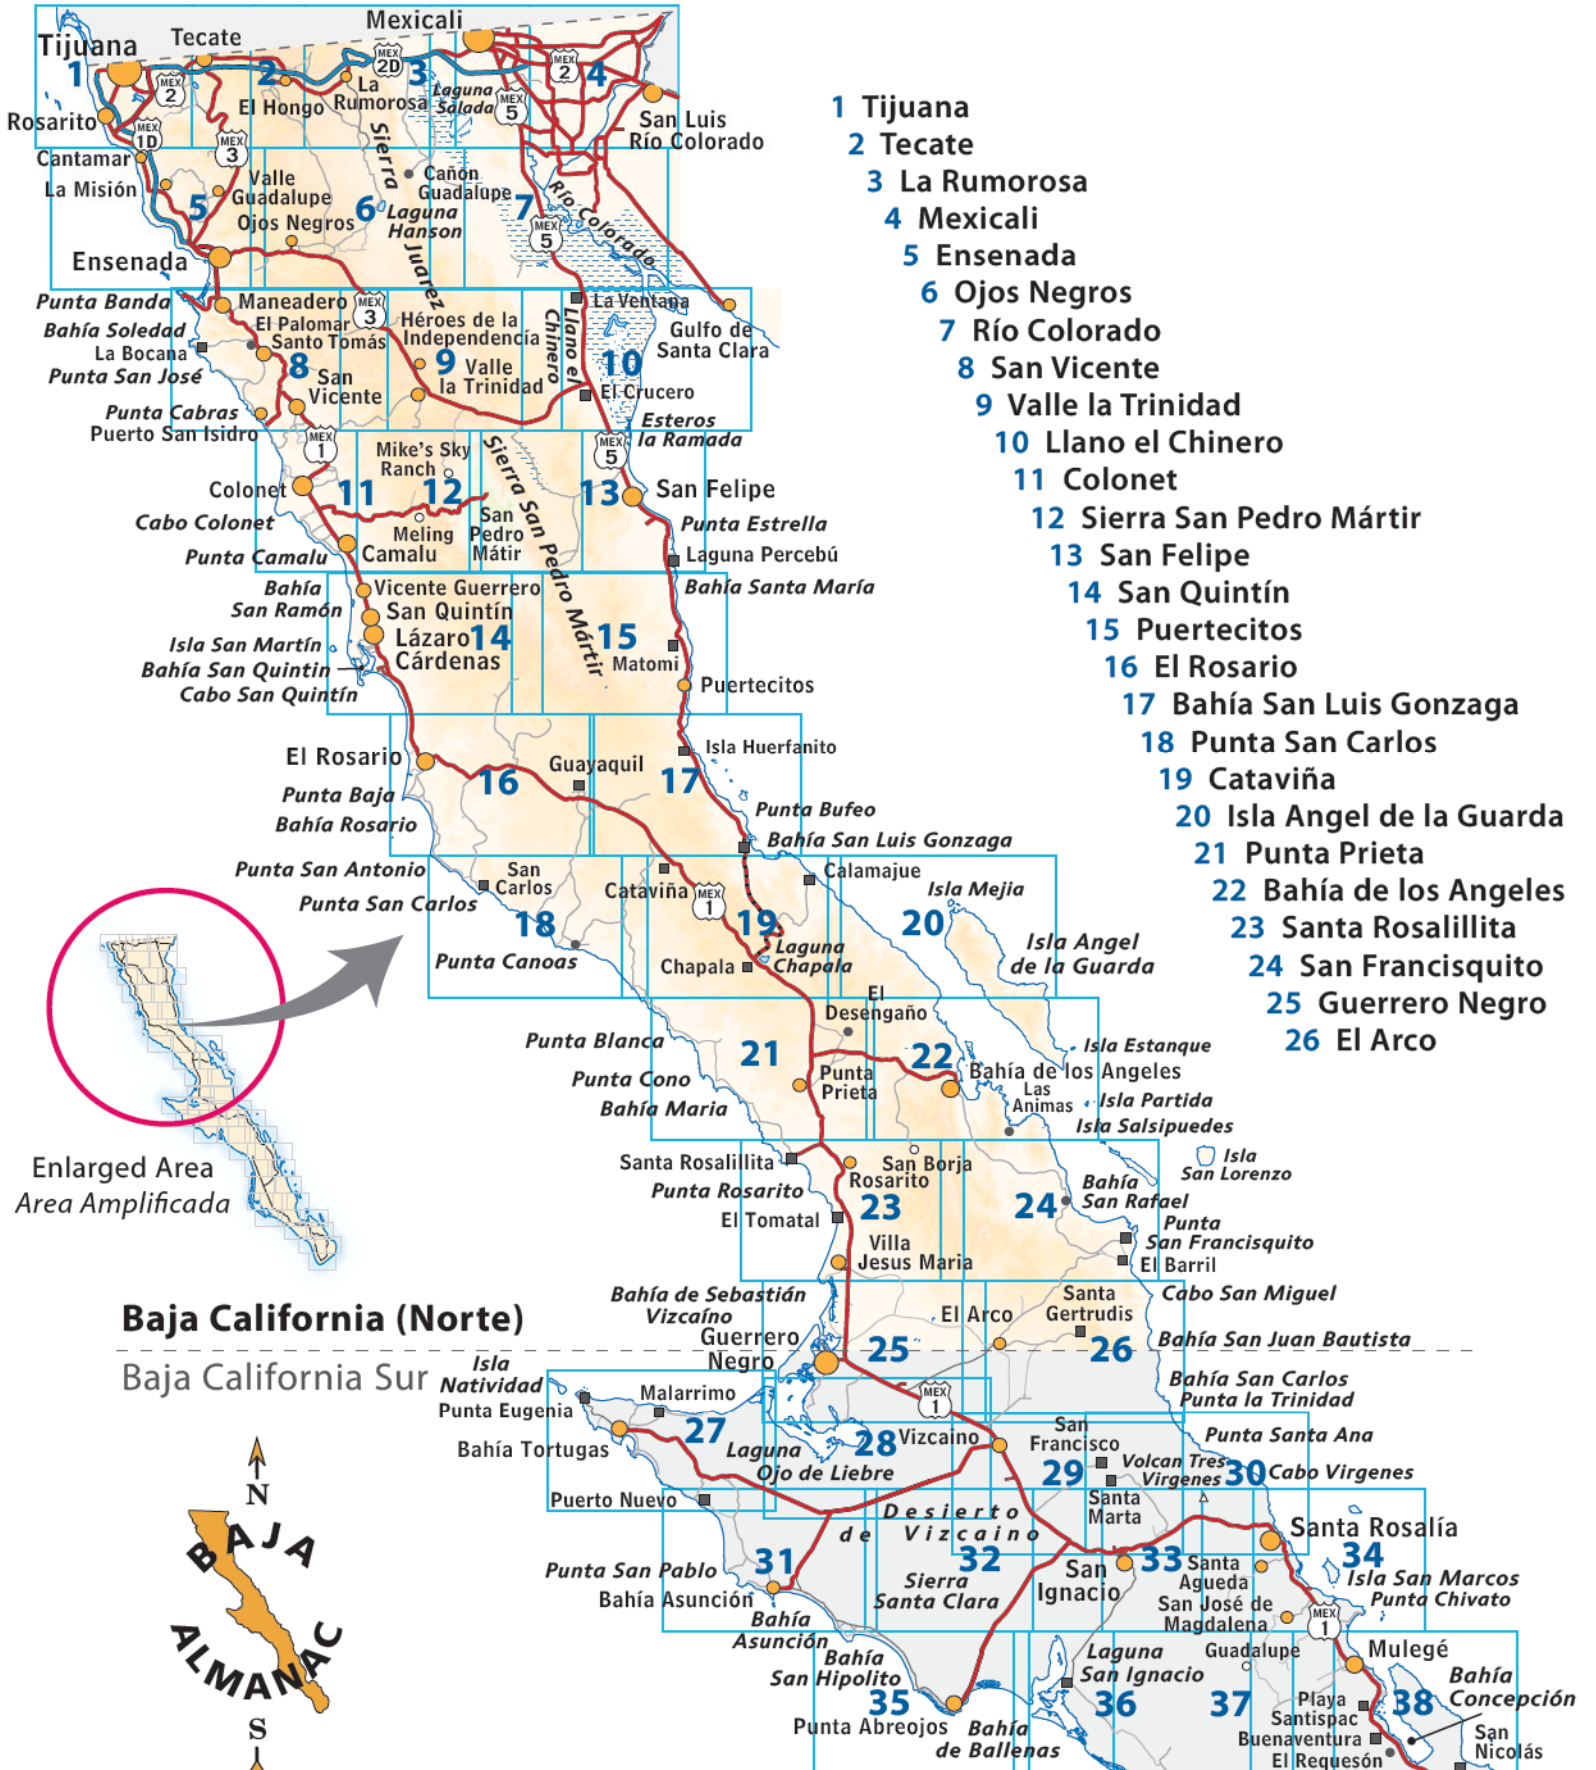 Mexicali
Tecate
Tijuana
1
MEX
2
2
MEX
2D
3
MEX
2
4
El Hongo
La
Rumorosa
Laguna
Salada
MEX
5
Rosarito
MEX
1D
MEX
3
San Luis
Río Colorado
Cantamar
La Misión
Valle
Guadalupe
5
Ojos Negros
Sierra
Juarez
Cañón
Guadalupe
6
Laguna
Hanson
7
MEX
5
Río Colorado
Ensenada
Punta Banda
Maneadero
MEX
3
La Ventana
Bahía Soledad
El Palomar
Santo Tomás
Héroes de la
Independencía
Llano el
Chinero
Gulfo de
Santa Clara
La Bocana
8
9
10
Punta San José
San
Vicente
Valle
la Trinidad
El Crucero
Punta Cabras
Puerto San Isidro
MEX
1
Esteros
la Ramada
MEX
5
Mike's Sky
Ranch
Sierra San Pedro Mártir
Colonet
11
12
13
San Felipe
Cabo Colonet
Meling
San
Pedro
Mátir
Punta Estrella
Punta Camalu
Camalu
Laguna Percebú
Bahía
San Ramón
Vicente Guerrero
Bahía Santa María
San Quintín
Isla San Martín
Lázaro
Cárdenas
14
15
Matomi
Bahía San Quintin
Cabo San Quintín
Puertecitos
El Rosario
16
Guayaquil
17
Isla Huerfanito
Punta Baja
Bahía Rosario
Punta Bufeo
Bahía San Luis Gonzaga
Punta San Antonio
San
Carlos
Cataviña
MEX
1
Calamajue
Isla Mejia
Punta San Carlos
18
19
20
Punta Canoas
Chapala
Laguna
Chapala
Isla Angel
de la Guarda
El
Desengaño
Punta Blanca
21
22
Isla Estanque
Punta Cono
Punta
Prieta
Bahía de los Angeles
Bahía Maria
Las
Animas
Isla Partida
Isla Salsipuedes
Santa Rosalillita
San Borja
Rosarito
Isla
San Lorenzo
Punta Rosarito
23
24
Bahía
San Rafael
El Tomatal
Punta
San Francisquito
Villa
Jesus Maria
El Barril
Bahía de Sebastián
Vizcaíno
El Arco
Santa
Gertrudis
Cabo San Miguel
Guerrero
Negro
25
26
Bahía San Juan Bautista
Baja California (Norte)
Baja California Sur
Isla
Natividad
Malarrimo
MEX
1
Bahía San Carlos
Punta la Trinidad
Punta Eugenia
27
Laguna
Ojo de Liebre
28
Vizcaino
San
Francisco
Punta Santa Ana
Bahía Tortugas
29
Volcan Tres
Virgenes
30
Cabo Virgenes
Puerto Nuevo
Desierto
de Vizcaino
Santa
Marta
Santa Rosalía
31
32
San
Ignacio
33
Santa
Agueda
34
Punta San Pablo
Sierra
Santa Clara
San José de
Magdalena
Isla San Marcos
Punta Chivato
Bahía Asunción
MEX
1
Bahía
Asunción
Bahía
San Hipolito
Laguna
San Ignacio
Guadalupe
Mulegé
35
36
37
38
Bahía
Concepción
Punta Abreojos
Bahía
de Ballenas
Playa
Santispac
Buenaventura
El Requesón
San
Nicolás
1 Tijuana
2 Tecate
3 La Rumorosa
4 Mexicali
5 Ensenada
6 Ojos Negros
7 Río Colorado
8 San Vicente
9 Valle la Trinidad
10 Llano el Chinero
11 Colonet
12 Sierra San Pedro Mártir
13 San Felipe
14 San Quintín
15 Puertecitos
16 El Rosario
17 Bahía San Luis Gonzaga
18 Punta San Carlos
19 Cataviña
20 Isla Angel de la Guarda
21 Punta Prieta
22 Bahía de los Angeles
23 Santa Rosalillita
24 San Francisquito
25 Guerrero Negro
26 El Arco
Enlarged Area
Area Amplificada
N
BAJA
ALMANAC
S